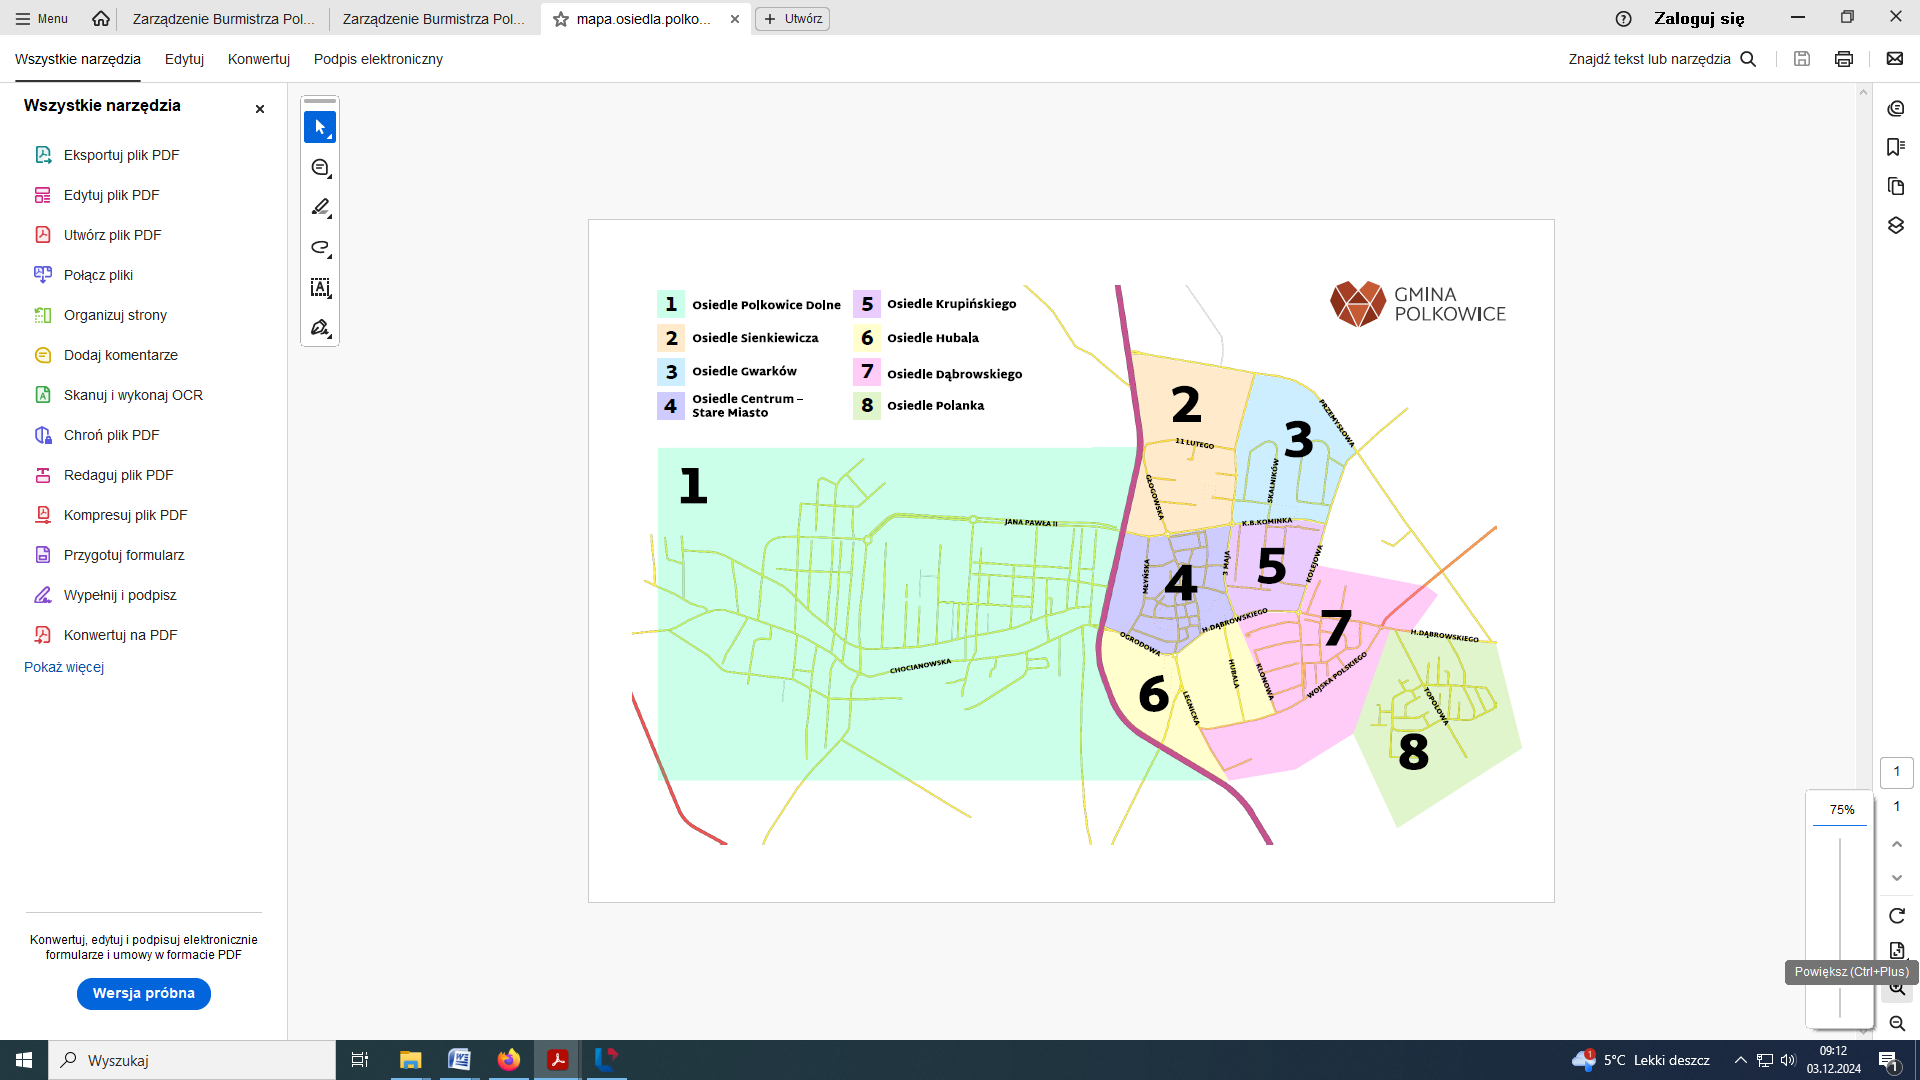 Menu
Zarządzenie Burmistrza Pol...
Zarządzenie Burmistrza Pol...
mapa.osiedla.polko...
Utwórz
Zaloguj się
Wszystkie narzędzia
Edytuj
Konwertuj
Podpis elektroniczny
Znajdź tekst lub narzędzia
Wszystkie narzędzia
Eksportuj plik PDF
Edytuj plik PDF
Utwórz plik PDF
Połącz pliki
Organizuj strony
Dodaj komentarze
Skanuj i wykonaj OCR
Chroń plik PDF
Redaguj plik PDF
Kompresuj plik PDF
Przygotuj formularz
Wypełnij i podpisz
Konwertuj na PDF
Pokaż więcej
Konwertuj, edytuj i podpisuj elektronicznie
formularze i umowy w formacie PDF
Wersja próbna
1 Osiedle Polkowice Dolne
2 Osiedle Sienkiewicza
3 Osiedle Gwarków
4 Osiedle Centrum –
Stare Miasto
5 Osiedle Krupińskiego
6 Osiedle Hubala
7 Osiedle Dąbrowskiego
8 Osiedle Polanka
GMINA
POLKOWICE
1
2
3
4
5
6
7
8
PRZEMYSŁOWA
11 LUTEGO
SKALNIKÓW
GŁOGOWSKA
K.B.KOMINKA
JANA PAWŁA II
MŁYŃSKA
3 MAJA
KOLEJOWA
H.DĄBROWSKIEGO
H.DĄBROWSKIEGO
OGRODOWA
CHOCIANOWSKA
HUBALA
KLONOWA
WOJSKA POLSKIEGO
LEGNICKA
TOPOLOWA
1
1
75%
Powiększ (Ctrl+Plus)
Wyszukaj
1
5°C Lekki deszcz
09:12
03.12.2024
1